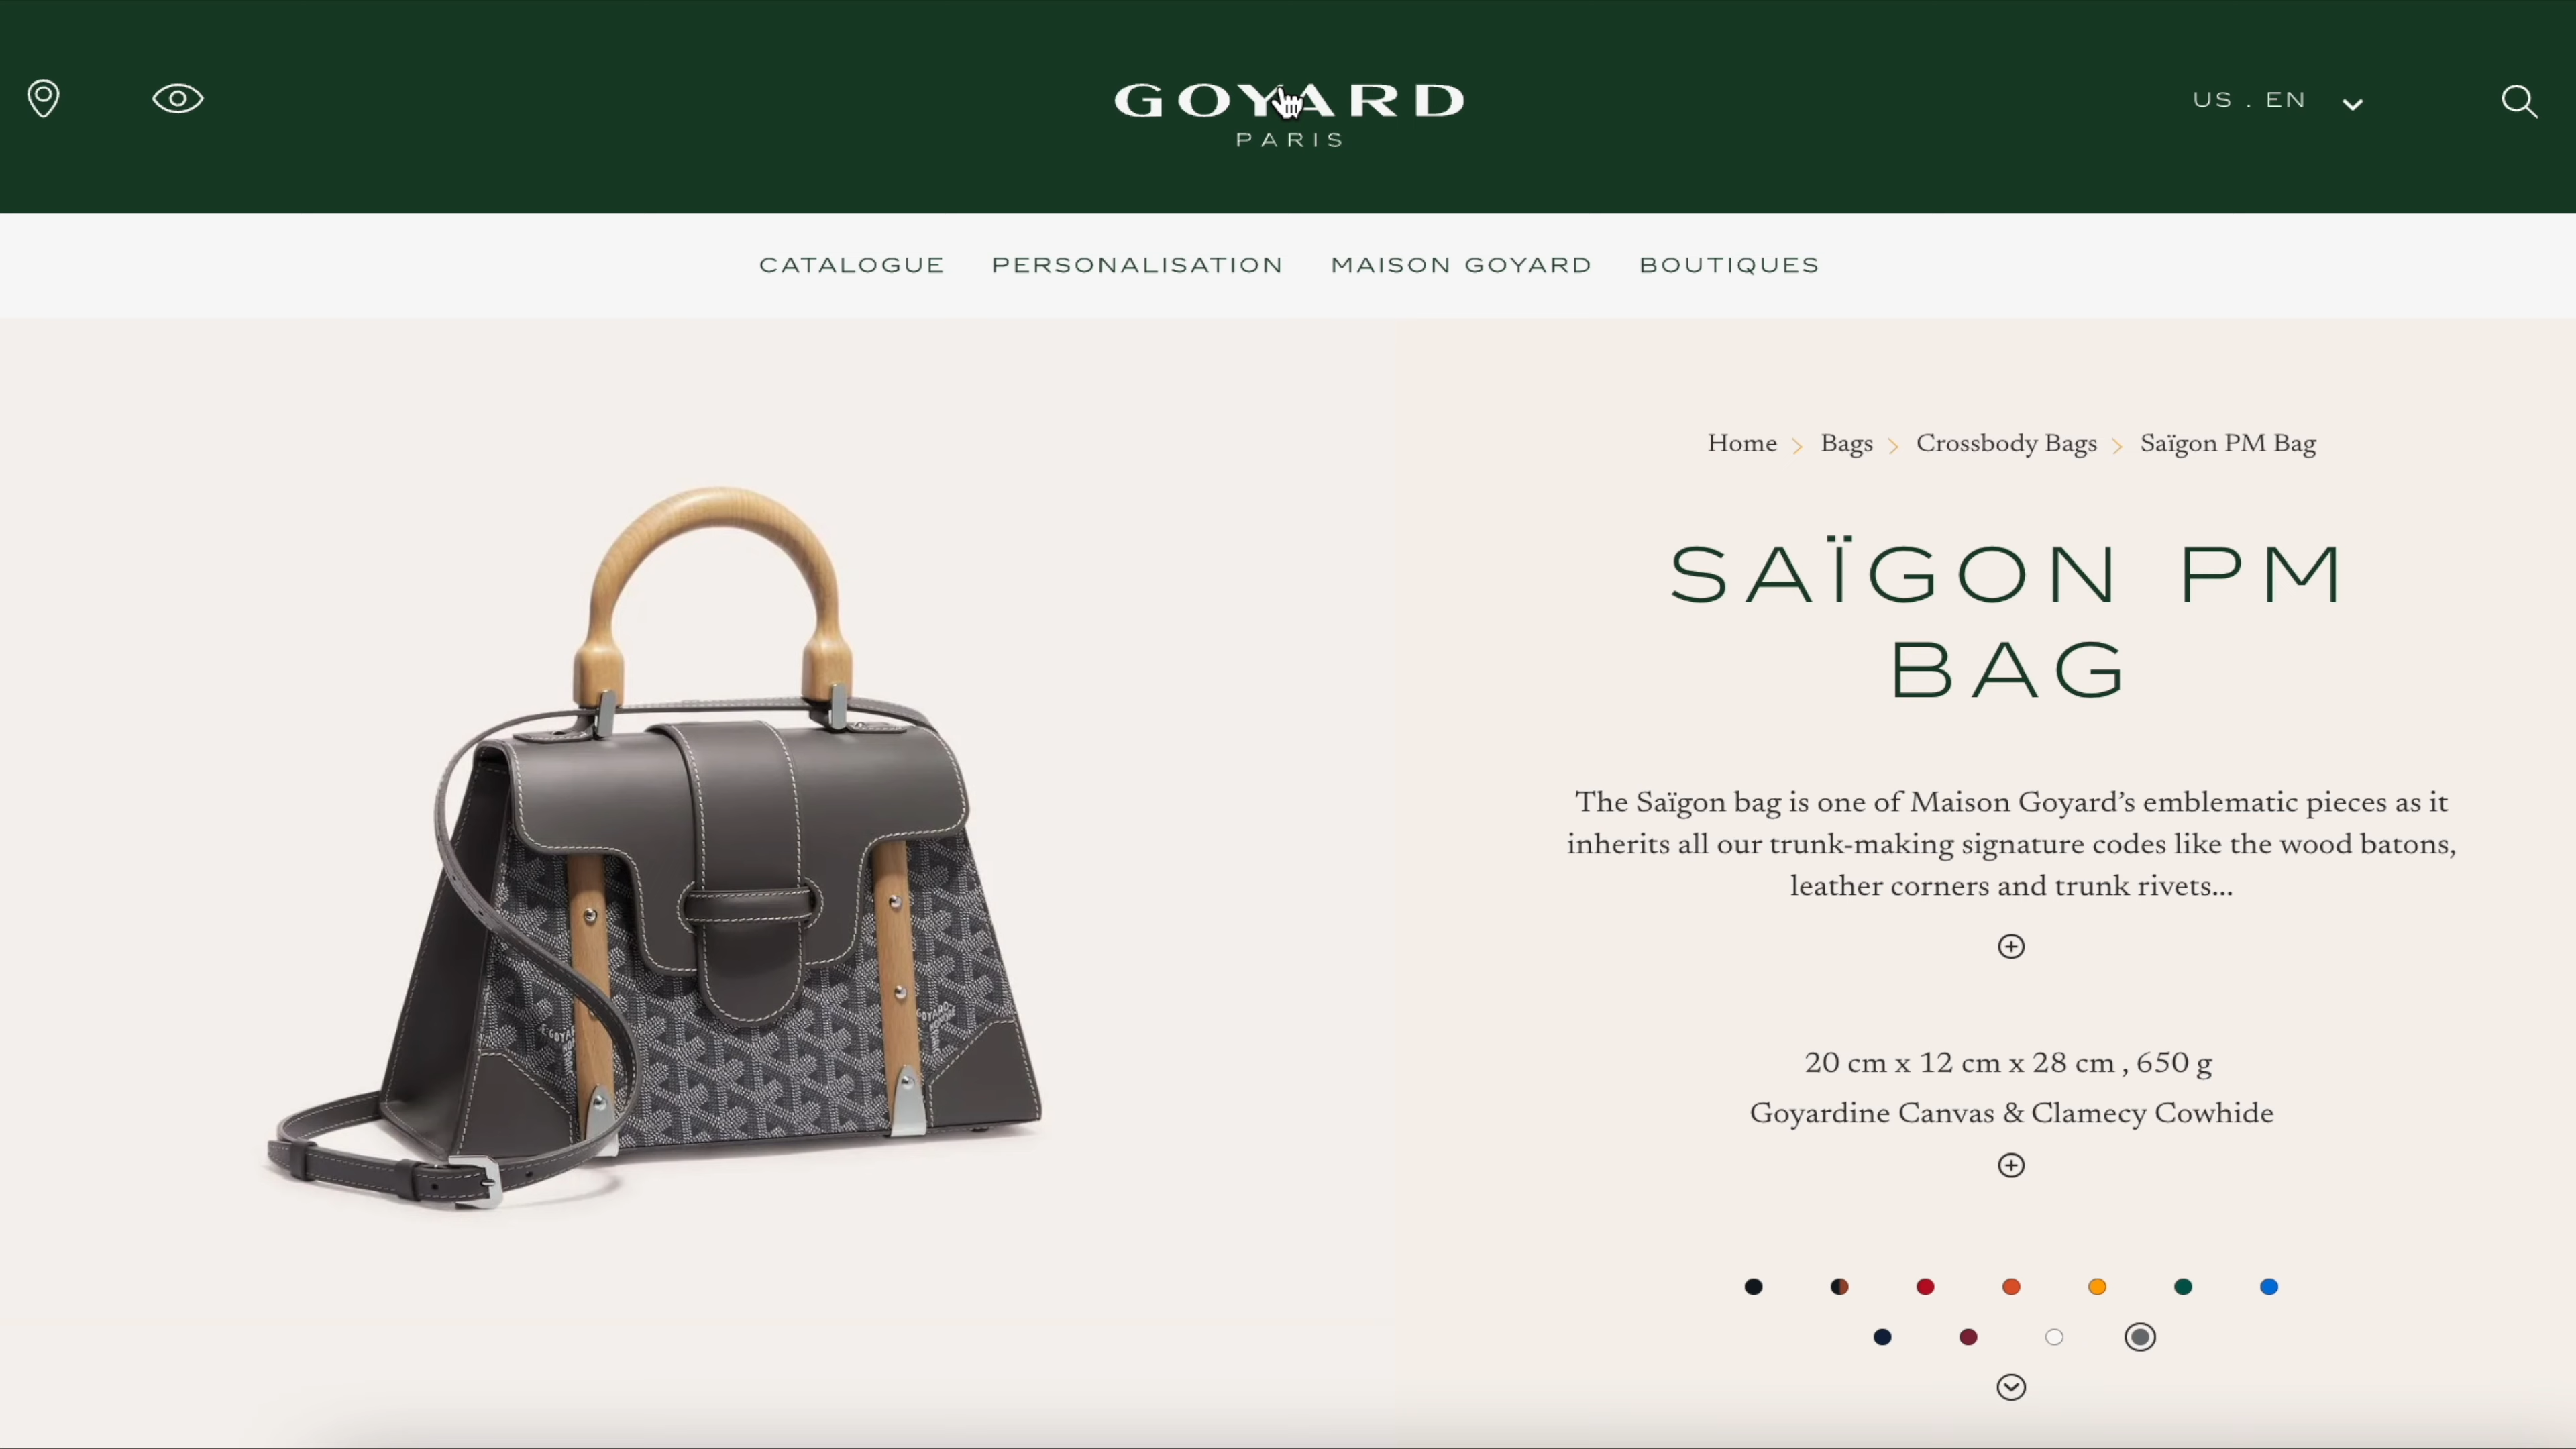 GOYARD
PARIS
US . EN
CATALOGUE PERSONALISATION MAISON GOYARD BOUTIQUES
Home > Bags > Crossbody Bags > Saïgon PM Bag
SAÏGON PM
BAG
The Saïgon bag is one of Maison Goyard’s emblematic pieces as it
inherits all our trunk-making signature codes like the wood batons,
leather corners and trunk rivets...
20 cm x 12 cm x 28 cm , 650 g
Goyardine Canvas & Clamecy Cowhide